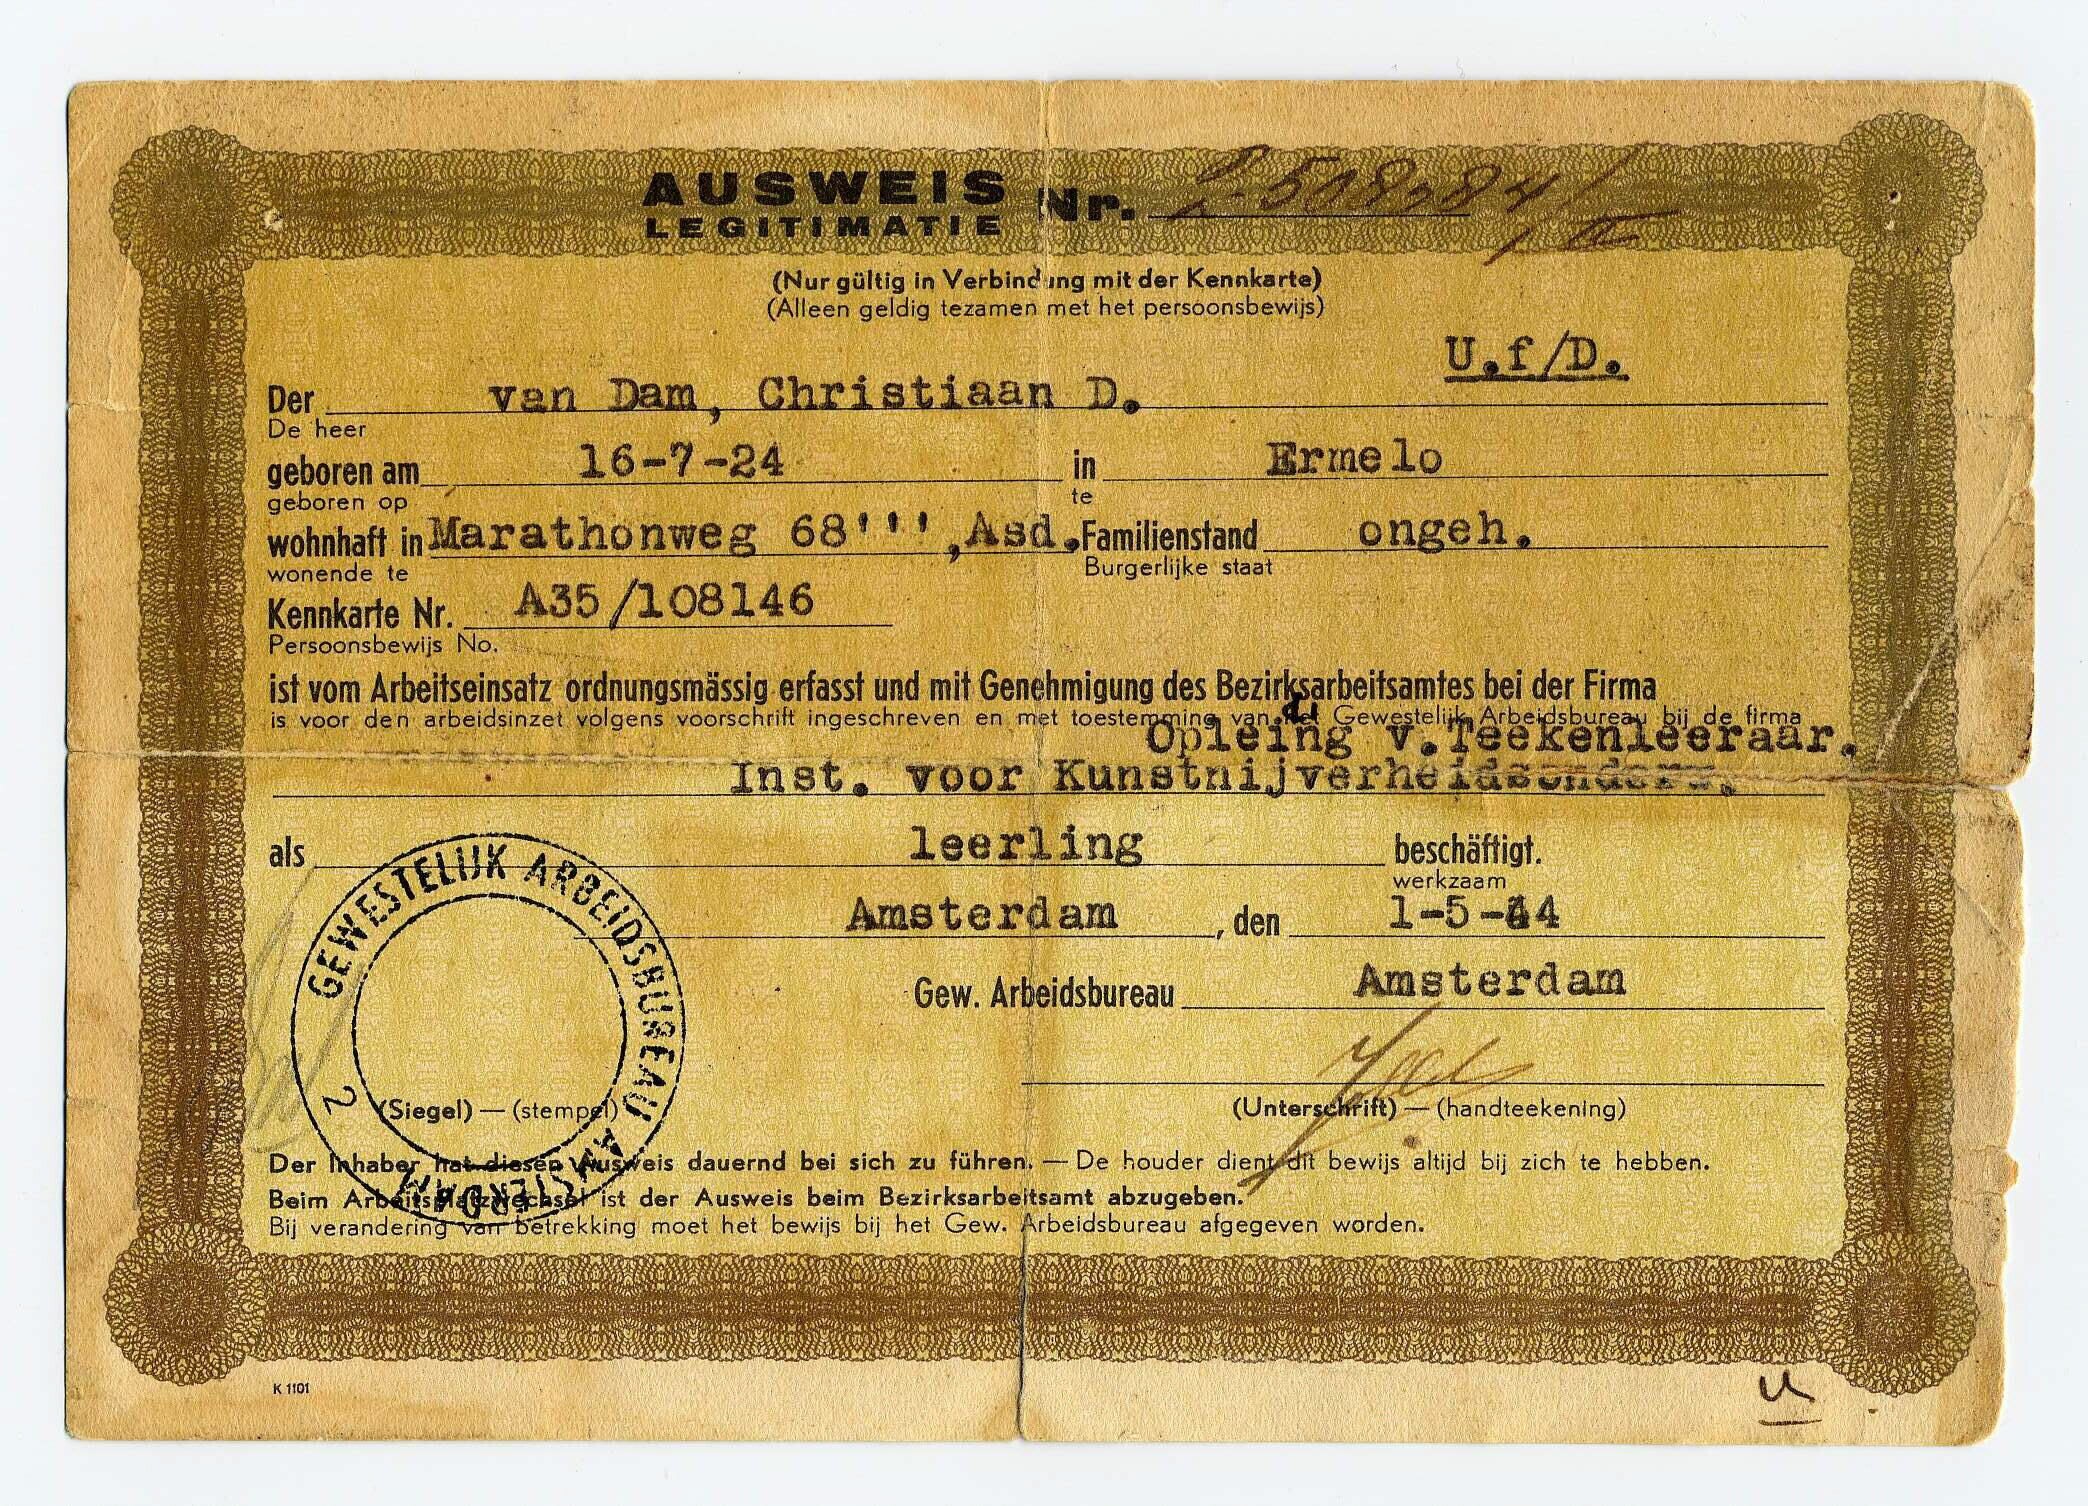 AUSWEIS Nr. 2.508084/II
LEGITIMATIE
(Nur gültig in Verbindung mit der Kennkarte)
(Alleen geldig tezamen met het persoonsbewijs)
U.f/D.
Der van Dam, Christiaan D.
De heer
geboren am 16-7-24 in Ermelo
geboren op te
wohnhaft in Marathonweg 68''',Asd. Familienstand ongeh.
wonende te Burgerlijke staat
Kennkarte Nr. A35/108146
Persoonsbewijs No.
ist vom Arbeitseinsatz ordnungsmässig erfasst und mit Genehmigung des Bezirksarbeitsamtes bei der Firma
is voor den arbeidsinzet volgens voorschrift ingeschreven en met toestemming van het Gewestelijk Arbeidsbureau bij de firma
Opleiing v.Teekenleeraar.
Inst. voor Kunstnijverheidsonderw.
als leerling beschäftigt.
werkzaam
Amsterdam, den 1-5-44
Gew. Arbeidsbureau Amsterdam
GEWESTELIJK ARBEIDSBUREAU AMSTERDAM 2
(Siegel) — (stempel) (Unterschrift) — (handteekening)
Der Inhaber hat diesen Ausweis dauernd bei sich zu führen. — De houder dient dit bewijs altijd bij zich te hebben.
Beim Arbeitsplatzwechsel ist der Ausweis beim Bezirksarbeitsamt abzugeben.
Bij verandering van betrekking moet het bewijs bij het Gew. Arbeidsbureau afgegeven worden.
K 1101